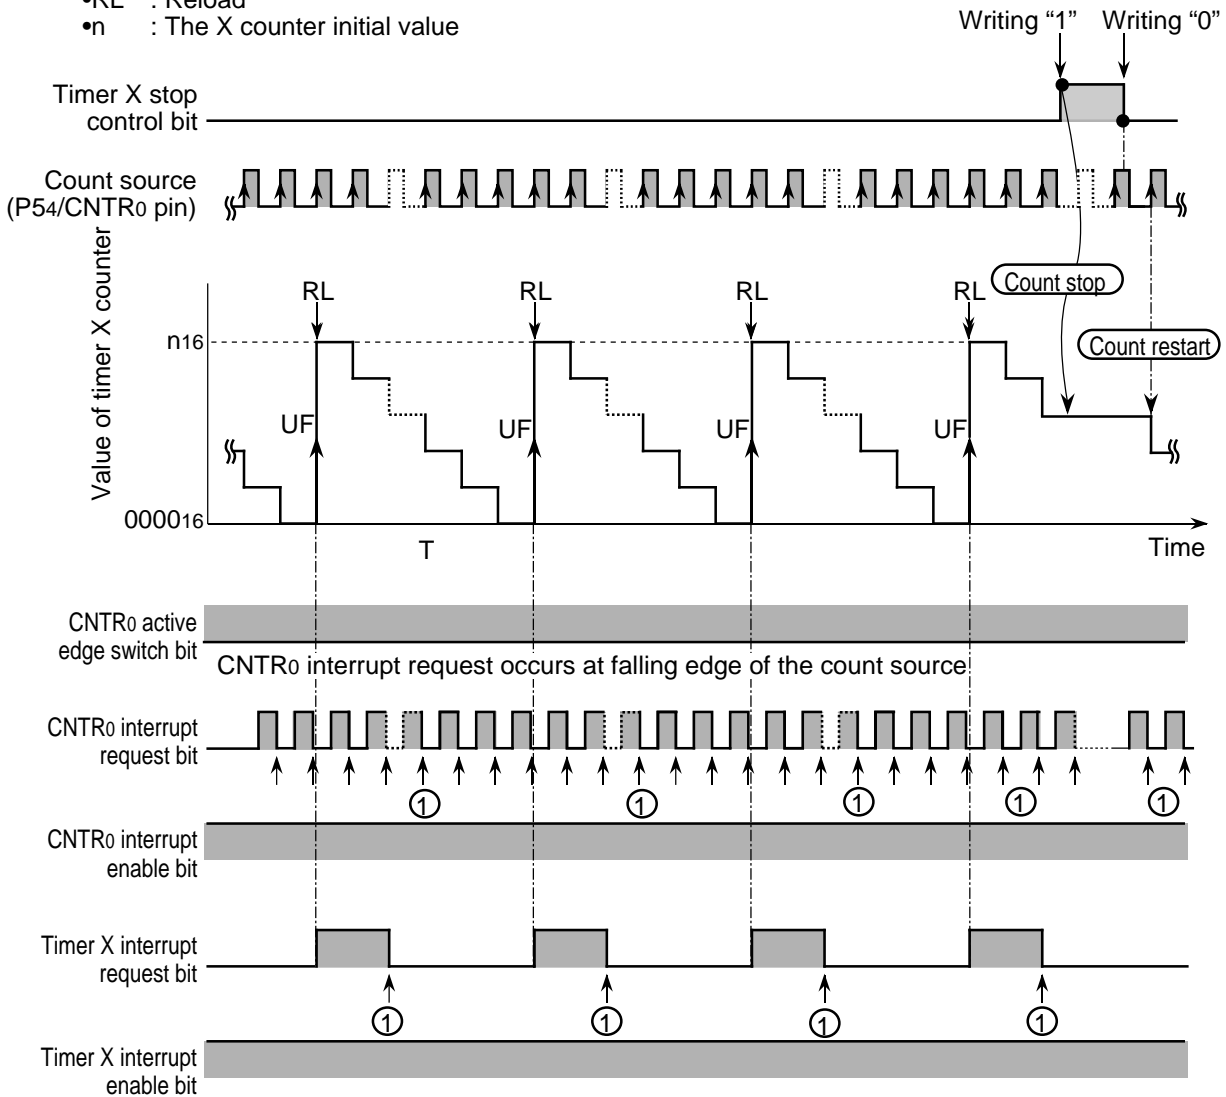 •RL : Reload
•n : The X counter initial value
Writing “1” Writing “0”
Timer X stop
control bit
Count source
(P54/CNTR0 pin)
Value of timer X counter
RL RL RL RL
Count stop
n16
Count restart
UF UF UF UF
000016
T
Time
CNTR0 active
edge switch bit
CNTR0 interrupt request occurs at falling edge of the count source
CNTR0 interrupt
request bit
1 1 1 1 1
CNTR0 interrupt
enable bit
Timer X interrupt
request bit
1 1 1 1
Timer X interrupt
enable bit